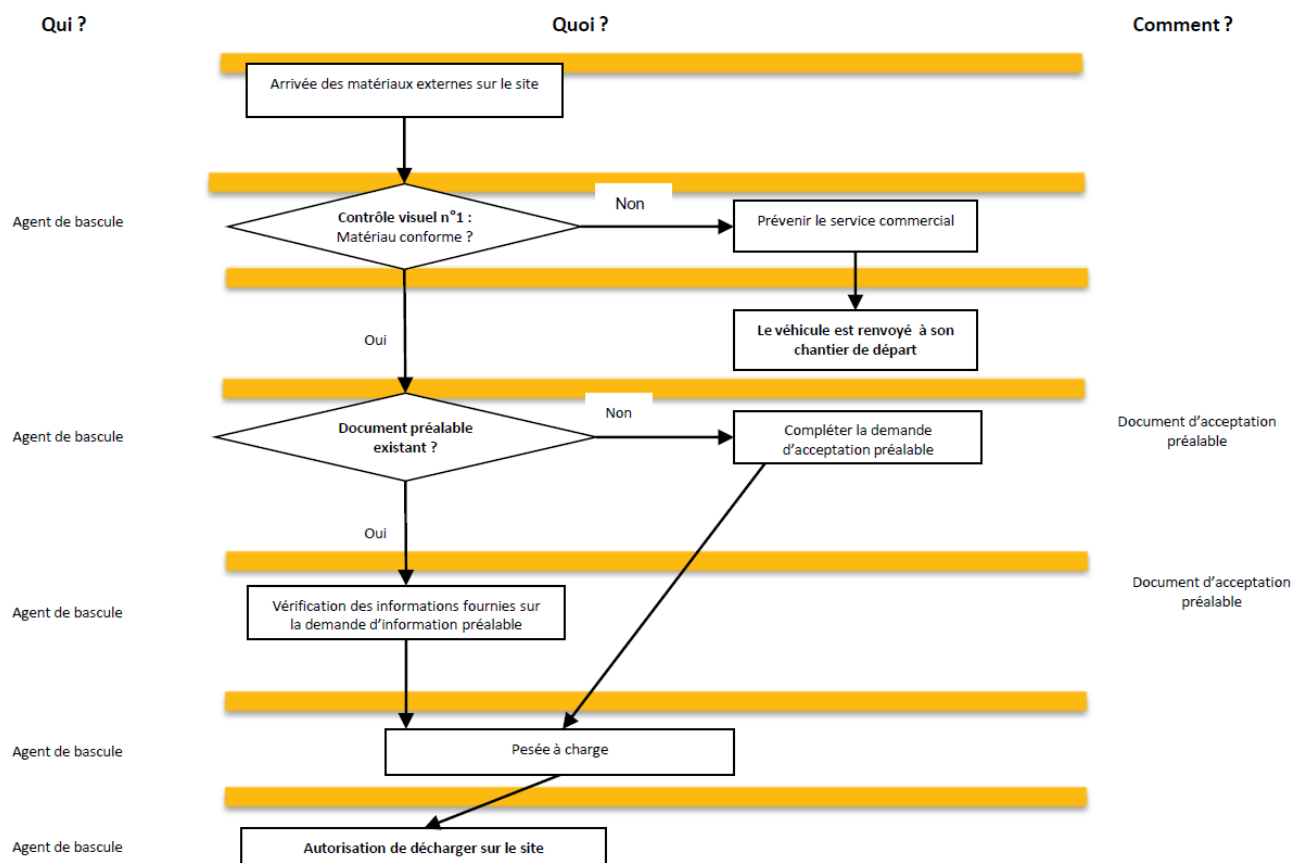 Qui ?
Quoi ?
Comment ?
Arrivée des matériaux externes sur le site
Agent de bascule
Contrôle visuel n°1 :
Matériau conforme ?
Non
Prévenir le service commercial
Oui
Le véhicule est renvoyé à son
chantier de départ
Agent de bascule
Document préalable
existant ?
Non
Compléter la demande
d'acceptation préalable
Document d'acceptation
préalable
Oui
Agent de bascule
Vérification des informations fournies sur
la demande d'information préalable
Document d'acceptation
préalable
Agent de bascule
Pesée à charge
Agent de bascule
Autorisation de décharger sur le site